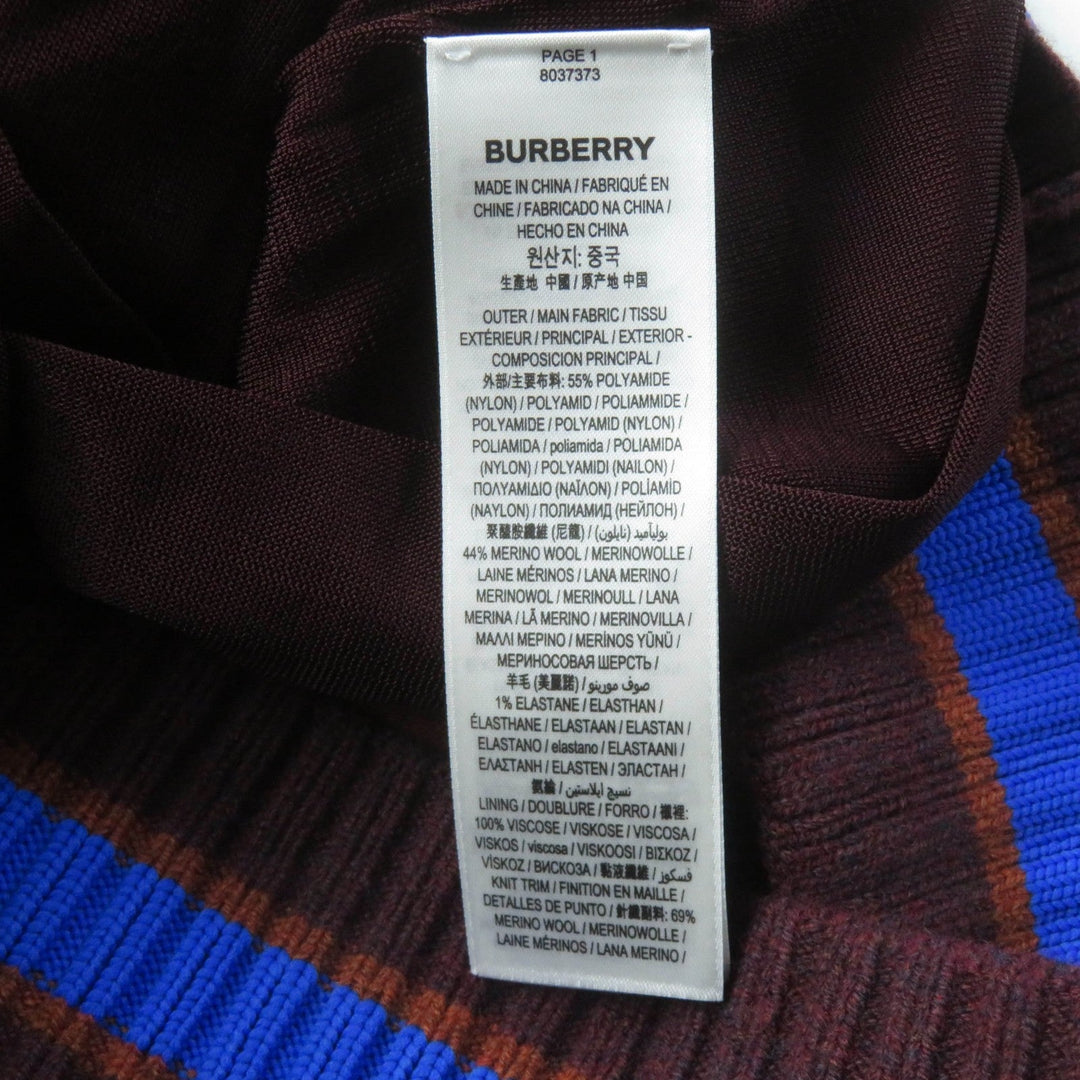 PAGE 1
8037373
BURBERRY
MADE IN CHINA / FABRIQUÉ EN
CHINE / FABRICADO NA CHINA /
HECHO EN CHINA
원산지: 중국
生產地 中國 / 原产地 中国
OUTER / MAIN FABRIC / TISSU
EXTÉRIEUR / PRINCIPAL / EXTERIOR -
COMPOSICION PRINCIPAL /
外部/主要布料: 55% POLYAMIDE
(NYLON) / POLYAMID / POLIAMMIDE /
POLYAMIDE / POLYAMID (NYLON) /
POLIAMIDA / poliamida / POLIAMIDA
(NYLON) / POLYAMIDI (NAILON) /
ΠΟΛΥΑΜΙΔΙΟ (ΝΑΪΛΟΝ) / POLİAMİD
(NAYLON) / ПОЛИАМИД (НЕЙЛОН) /
聚醯胺纖維 (尼龍) / بولياميد (نايلون)
44% MERINO WOOL / MERINOWOLLE /
LAINE MÉRINOS / LANA MERINO /
MERINOWOL / MERINOULL / LANA
MERINA / LÃ MERINO / MERINOVILLA /
ΜΑΛΛΙ ΜΕΡΙΝΟ / MERİNOS YÜNÜ /
МЕРИНОСОВАЯ ШЕРСТЬ /
羊毛 (美麗諾) / صوف مورينو
1% ELASTANE / ELASTHAN /
ÉLASTHANE / ELASTAAN / ELASTAN /
ELASTANO / elastano / ELASTAANI /
ΕΛΑΣΤΑΝΗ / ELASTEN / ЭЛАСТАН /
氨綸 / نسيج ايلاستين
LINING / DOUBLURE / FORRO / 襯裡:
100% VISCOSE / VISKOSE / VISCOSA /
VISKOS / viscosa / VISKOOSI / ΒΙΣΚΟΖ /
VİSKOZ / ВИСКОЗА / 黏液纖維 / فسكوز
KNIT TRIM / FINITION EN MAILLE /
DETALLES DE PUNTO / 針織副料: 69%
MERINO WOOL / MERINOWOLLE /
LAINE MÉRINOS / LANA MERINO /